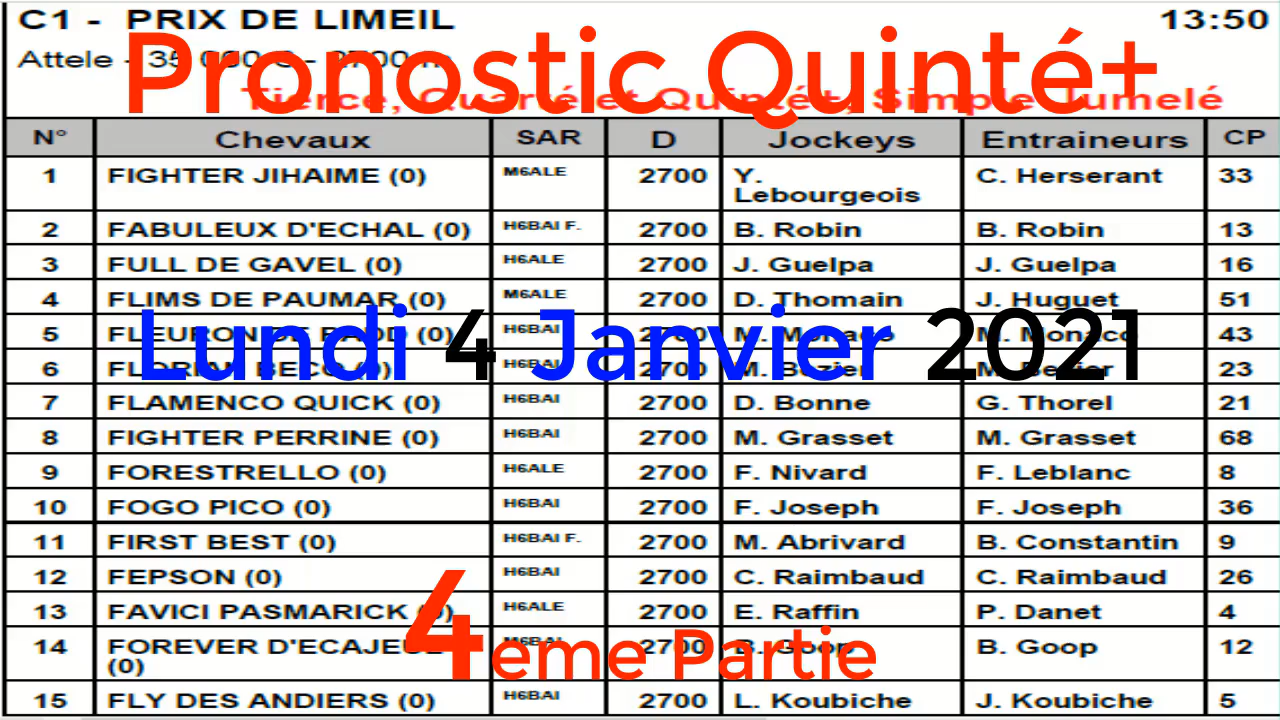 C1 - PRIX DE LIMEIL 13:50
Attele - 35 000 € - 2700 m
Pronostic Quinté+
Tierce, Quarté et Quinté+, Simple Jumelé
N° Chevaux SAR D Jockeys Entraineurs CP
1 FIGHTER JIHAIME (0) M6ALE 2700 Y. Lebourgeois C. Herserant 33
2 FABULEUX D'ECHAL (0) H6BAI F. 2700 B. Robin B. Robin 13
3 FULL DE GAVEL (0) H6ALE 2700 J. Guelpa J. Guelpa 16
4 FLIMS DE PAUMAR (0) M6ALE 2700 D. Thomain J. Huguet 51
5 FLEURON DE (0) H6BAI 2700 M. Monaco M. Monaco 43
Lundi 4 Janvier 2021
6 FLORIAN BECO (0) H6BAI 2700 M. Bezier M. Bezier 23
7 FLAMENCO QUICK (0) H6BAI 2700 D. Bonne G. Thorel 21
8 FIGHTER PERRINE (0) H6BAI 2700 M. Grasset M. Grasset 68
9 FORESTRELLO (0) H6ALE 2700 F. Nivard F. Leblanc 8
10 FOGO PICO (0) H6BAI 2700 F. Joseph F. Joseph 36
11 FIRST BEST (0) H6BAI F. 2700 M. Abrivard B. Constantin 9
12 FEPSON (0) H6BAI 2700 C. Raimbaud C. Raimbaud 26
13 FAVICI PASMARICK (0) H6ALE 2700 E. Raffin P. Danet 4
14 FOREVER D'ECAJEUL (0) M6BAI 2700 B. Goop B. Goop 12
4eme Partie
15 FLY DES ANDIERS (0) H6BAI 2700 L. Koubiche J. Koubiche 5